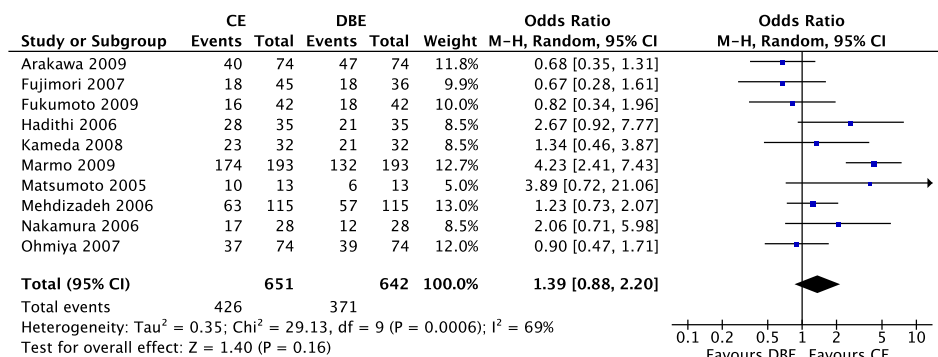 CE DBE Odds Ratio Odds Ratio
Study or Subgroup Events Total Events Total Weight M-H, Random, 95% CI M-H, Random, 95% CI
Arakawa 2009 40 74 47 74 11.8% 0.68 [0.35, 1.31]
Fujimori 2007 18 45 18 36 9.9% 0.67 [0.28, 1.61]
Fukumoto 2009 16 42 18 42 10.0% 0.82 [0.34, 1.96]
Hadithi 2006 28 35 21 35 8.5% 2.67 [0.92, 7.77]
Kameda 2008 23 32 21 32 8.5% 1.34 [0.46, 3.87]
Marmo 2009 174 193 132 193 12.7% 4.23 [2.41, 7.43]
Matsumoto 2005 10 13 6 13 5.0% 3.89 [0.72, 21.06]
Mehdizadeh 2006 63 115 57 115 13.0% 1.23 [0.73, 2.07]
Nakamura 2006 17 28 12 28 8.5% 2.06 [0.71, 5.98]
Ohmiya 2007 37 74 39 74 12.0% 0.90 [0.47, 1.71]
Total (95% CI) 651 642 100.0% 1.39 [0.88, 2.20]
Total events 426 371
Heterogeneity: Tau² = 0.35; Chi² = 29.13, df = 9 (P = 0.0006); I² = 69%
Test for overall effect: Z = 1.40 (P = 0.16)
0.1 0.2 0.5 1 2 5 10
Favours DBE Favours CE